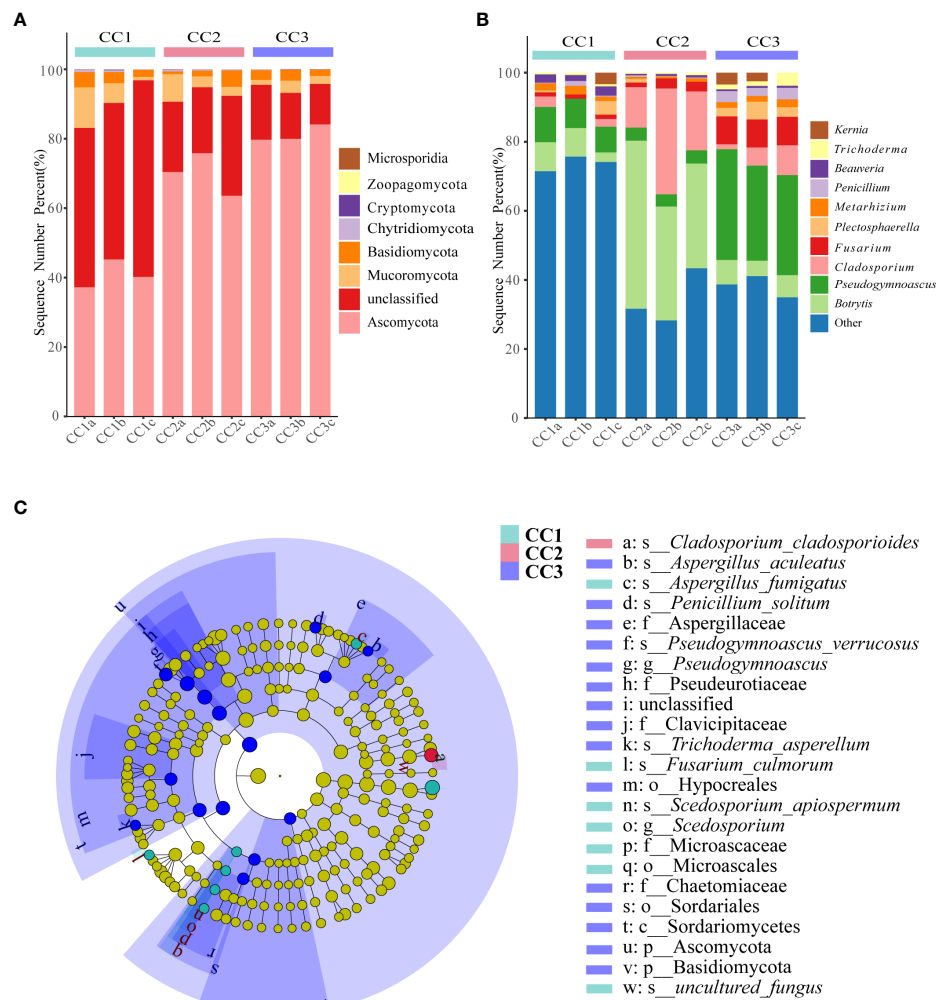 A
CC1 CC2 CC3
Sequence Number Percent(%)
100
80
60
40
20
0
CC1a CC1b CC1c CC2a CC2b CC2c CC3a CC3b CC3c
Microsporidia
Zoopagomycota
Cryptomycota
Chytridiomycota
Basidiomycota
Mucoromycota
unclassified
Ascomycota
B
CC1 CC2 CC3
Sequence Number Percent(%)
100
80
60
40
20
0
CC1a CC1b CC1c CC2a CC2b CC2c CC3a CC3b CC3c
Kernia
Trichoderma
Beauveria
Penicillium
Metarhizium
Plectosphaerella
Fusarium
Cladosporium
Pseudogymnoascus
Botrytis
Other
C
CC1
CC2
CC3
u
i
h
g
f
d
e
c
b
j
a
w
m
t
k
l
n
o
p
q
r
s
a: s__Cladosporium_cladosporioides
b: s__Aspergillus_aculeatus
c: s__Aspergillus_fumigatus
d: s__Penicillium_solitum
e: f__Aspergillaceae
f: s__Pseudogymnoascus_verrucosus
g: g__Pseudogymnoascus
h: f__Pseudeurotiaceae
i: unclassified
j: f__Clavicipitaceae
k: s__Trichoderma_asperellum
l: s__Fusarium_culmorum
m: o__Hypocreales
n: s__Scedosporium_apiospermum
o: g__Scedosporium
p: f__Microascaceae
q: o__Microascales
r: f__Chaetomiaceae
s: o__Sordariales
t: c__Sordariomycetes
u: p__Ascomycota
v: p__Basidiomycota
w: s__uncultured_fungus